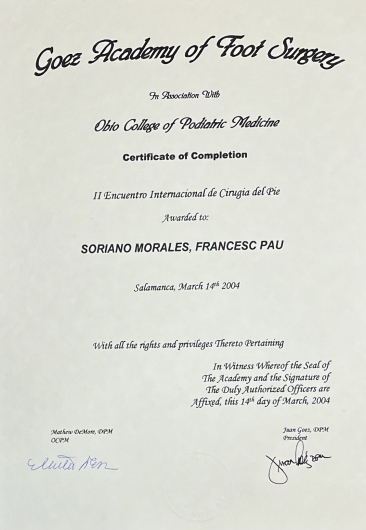 Goez Academy of Foot Surgery
In Association With
Ohio College of Podiatric Medicine
Certificate of Completion
II Encuentro Internacional de Cirugia del Pie
Awarded to:
SORIANO MORALES, FRANCESC PAU
Salamanca, March 14th 2004
With all the rights and privileges Thereto Pertaining
In Witness Whereof the Seal of
The Academy and the Signature of
The Duly Authorized Officers are
Affixed, this 14th day of March, 2004
Mathew DeMore, DPM
OCPM
Juan Goez, DPM
President